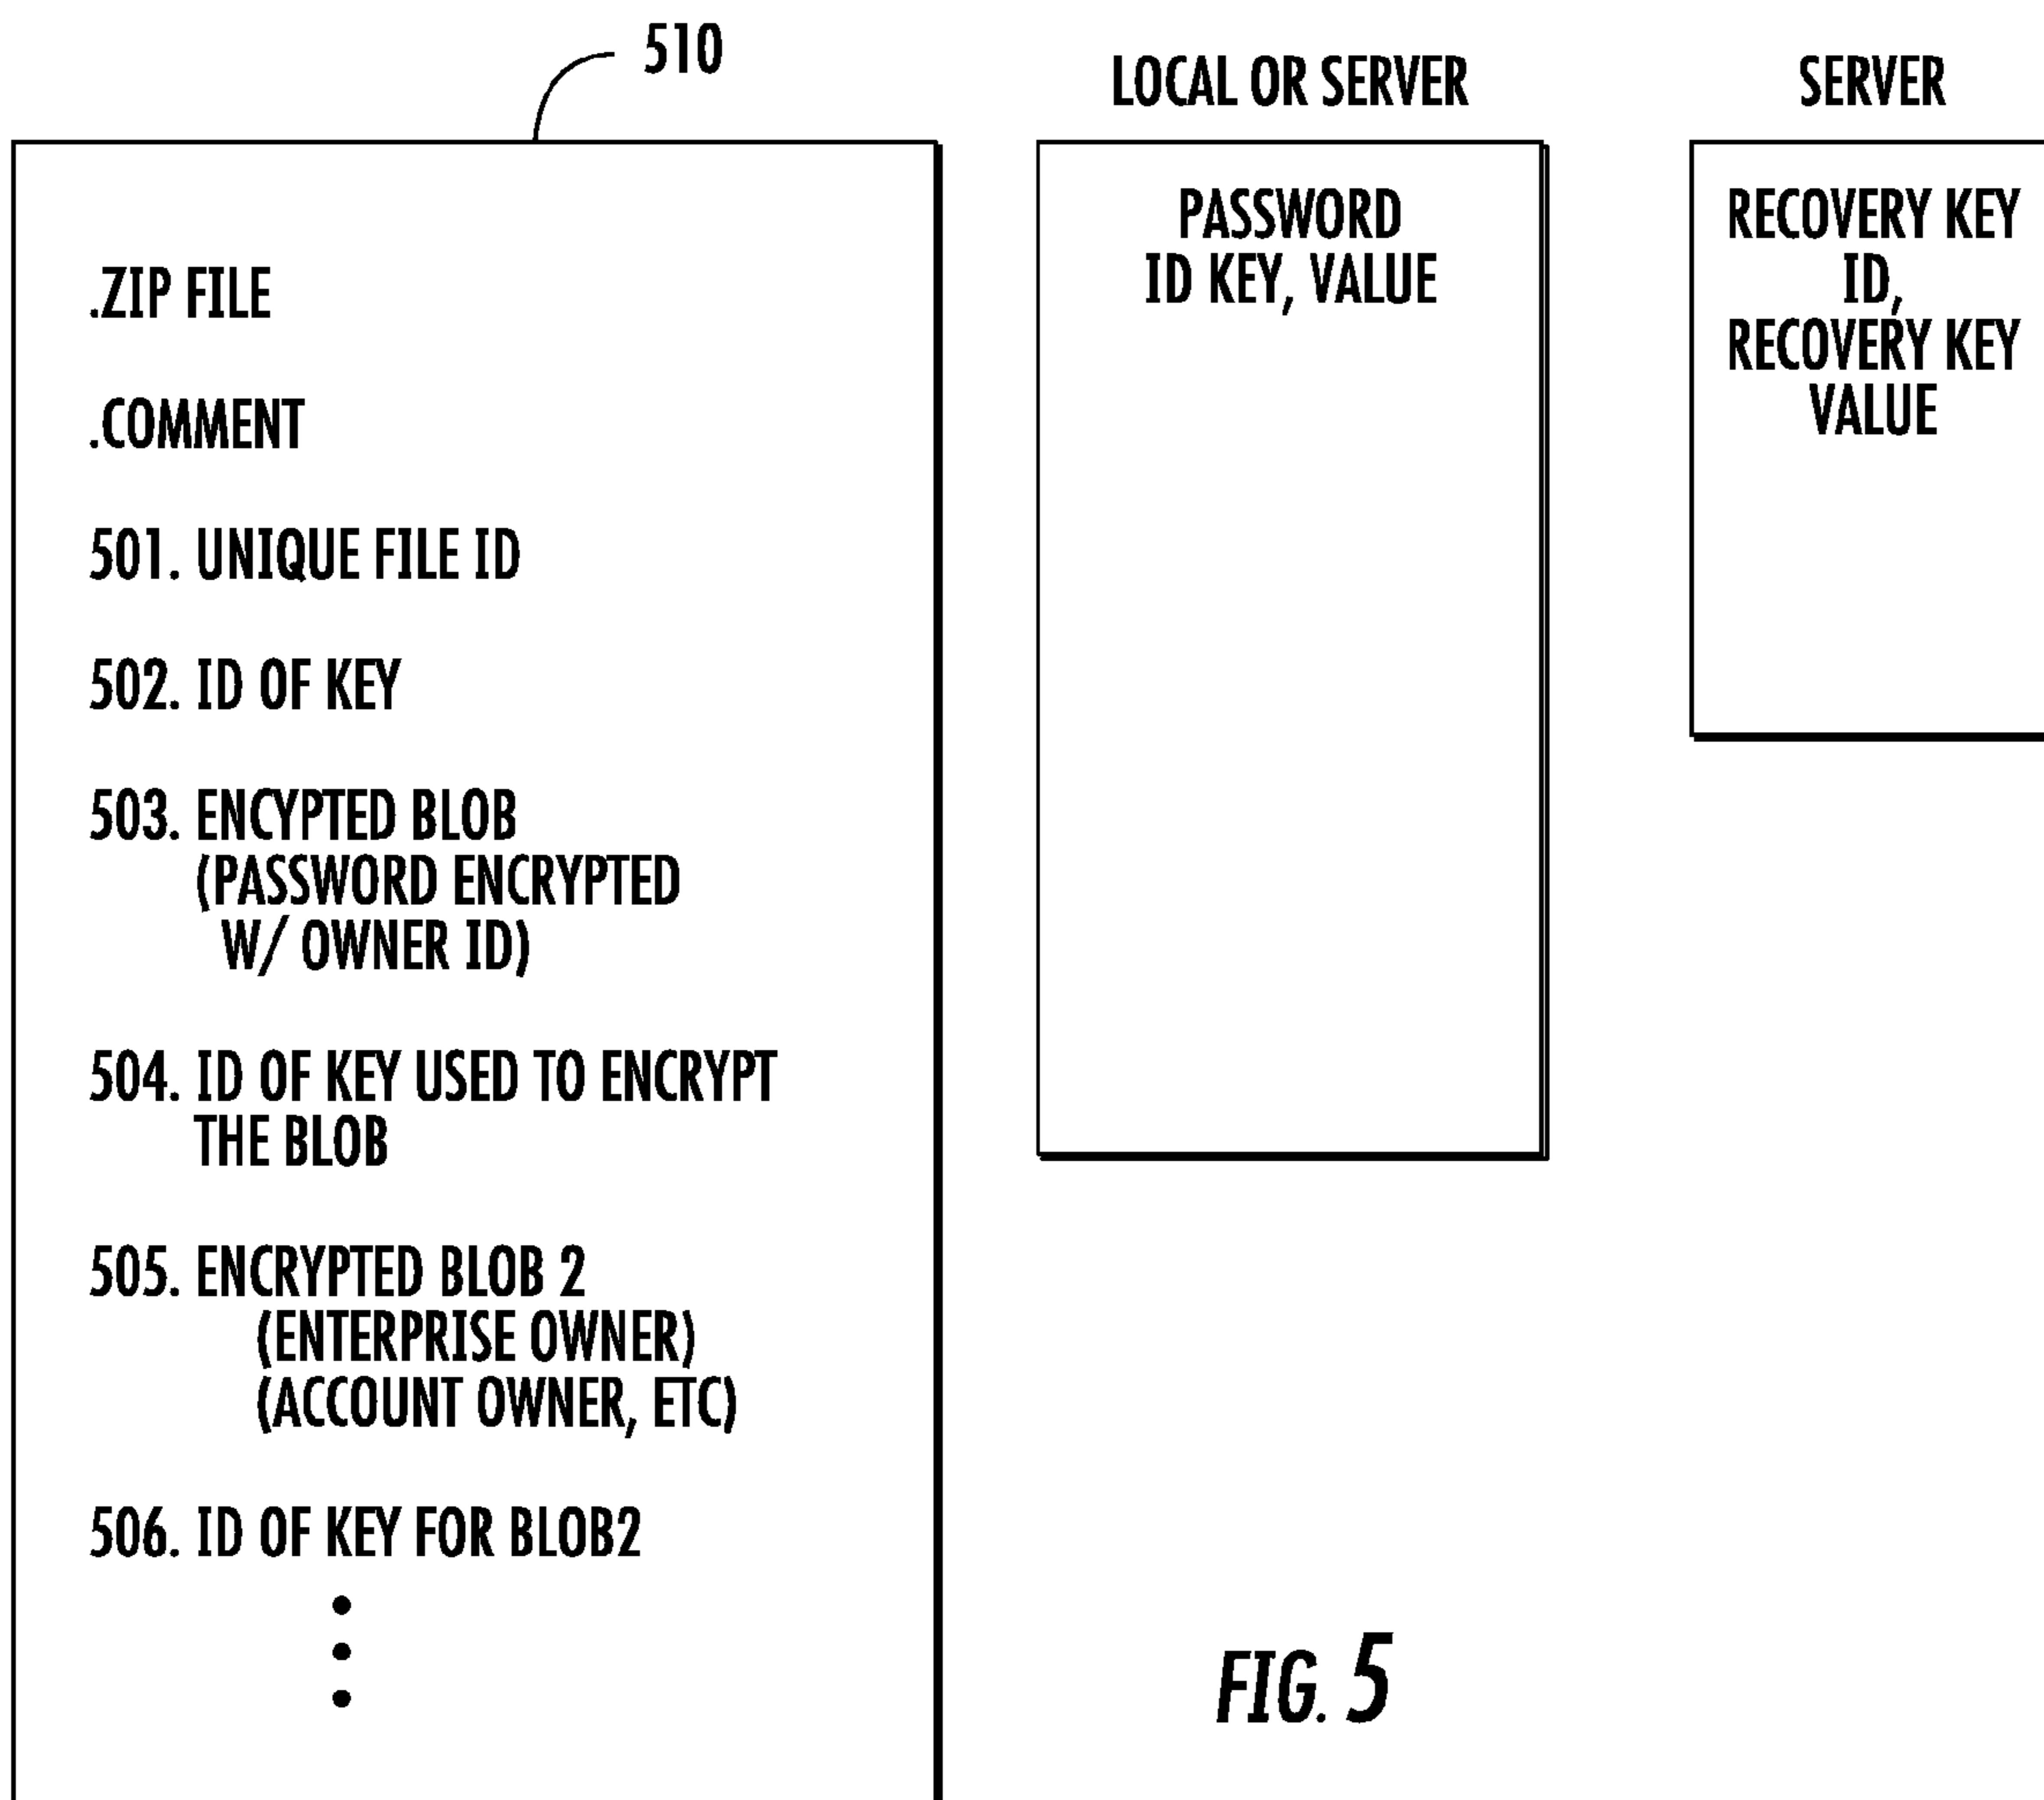 510
.ZIP FILE
.COMMENT
501. UNIQUE FILE ID
502. ID OF KEY
503. ENCYPTED BLOB
(PASSWORD ENCRYPTED
W/ OWNER ID)
504. ID OF KEY USED TO ENCRYPT
THE BLOB
505. ENCRYPTED BLOB 2
(ENTERPRISE OWNER)
(ACCOUNT OWNER, ETC)
506. ID OF KEY FOR BLOB2
LOCAL OR SERVER
PASSWORD
ID KEY, VALUE
SERVER
RECOVERY KEY
ID,
RECOVERY KEY
VALUE
FIG. 5